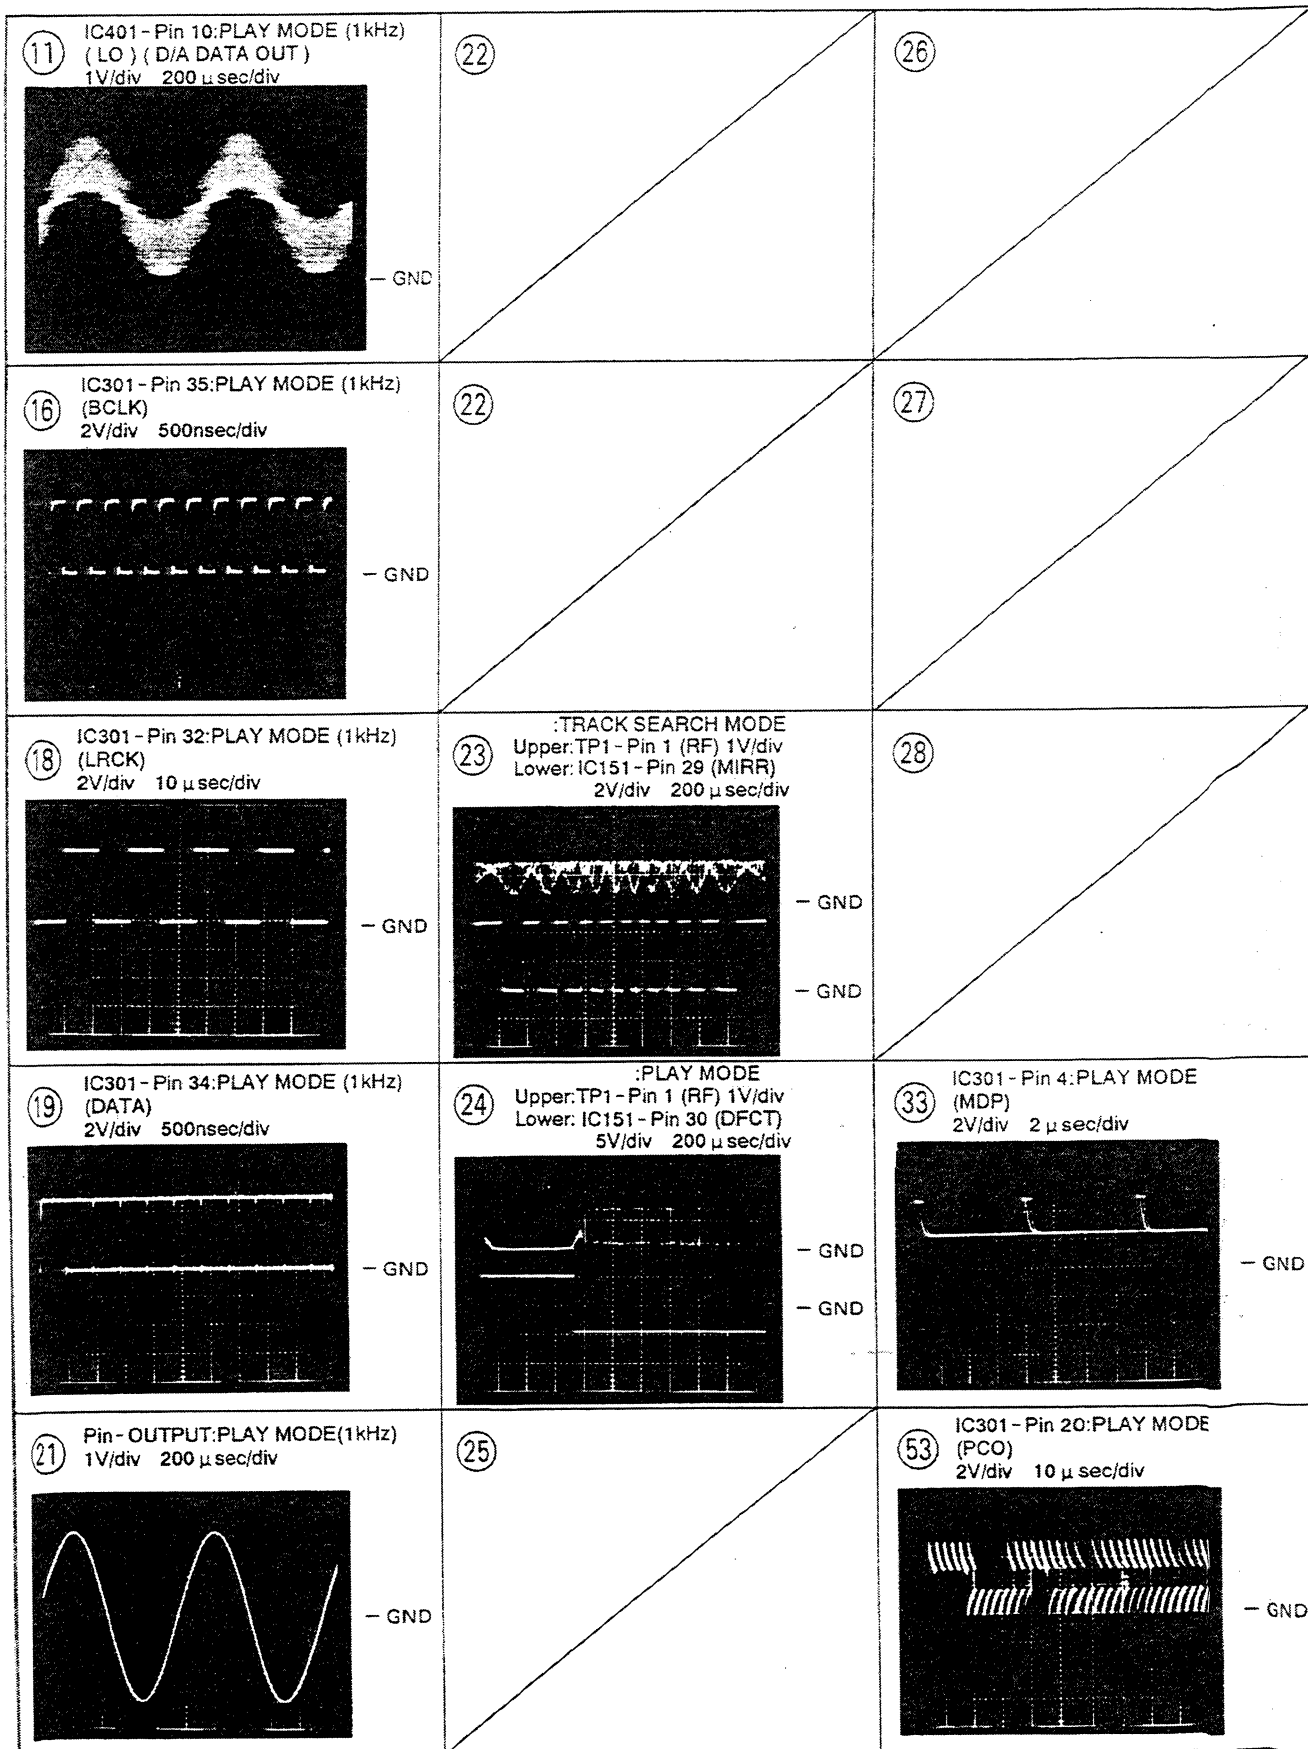 11
IC401-Pin 10:PLAY MODE (1kHz)
( LO ) ( D/A DATA OUT )
1V/div 200 μsec/div
- GND
22
26
16
IC301-Pin 35:PLAY MODE (1kHz)
(BCLK)
2V/div 500nsec/div
- GND
22
27
18
IC301-Pin 32:PLAY MODE (1kHz)
(LRCK)
2V/div 10 μsec/div
- GND
23
:TRACK SEARCH MODE
Upper:TP1-Pin 1 (RF) 1V/div
Lower:IC151-Pin 29 (MIRR)
2V/div 200 μsec/div
- GND
- GND
28
19
IC301-Pin 34:PLAY MODE (1kHz)
(DATA)
2V/div 500nsec/div
- GND
24
:PLAY MODE
Upper:TP1-Pin 1 (RF) 1V/div
Lower: IC151-Pin 30 (DFCT)
5V/div 200 μsec/div
- GND
- GND
33
IC301-Pin 4:PLAY MODE
(MDP)
2V/div 2 μsec/div
- GND
21
Pin-OUTPUT:PLAY MODE(1kHz)
1V/div 200 μsec/div
- GND
25
53
IC301-Pin 20:PLAY MODE
(PCO)
2V/div 10 μsec/div
- GND